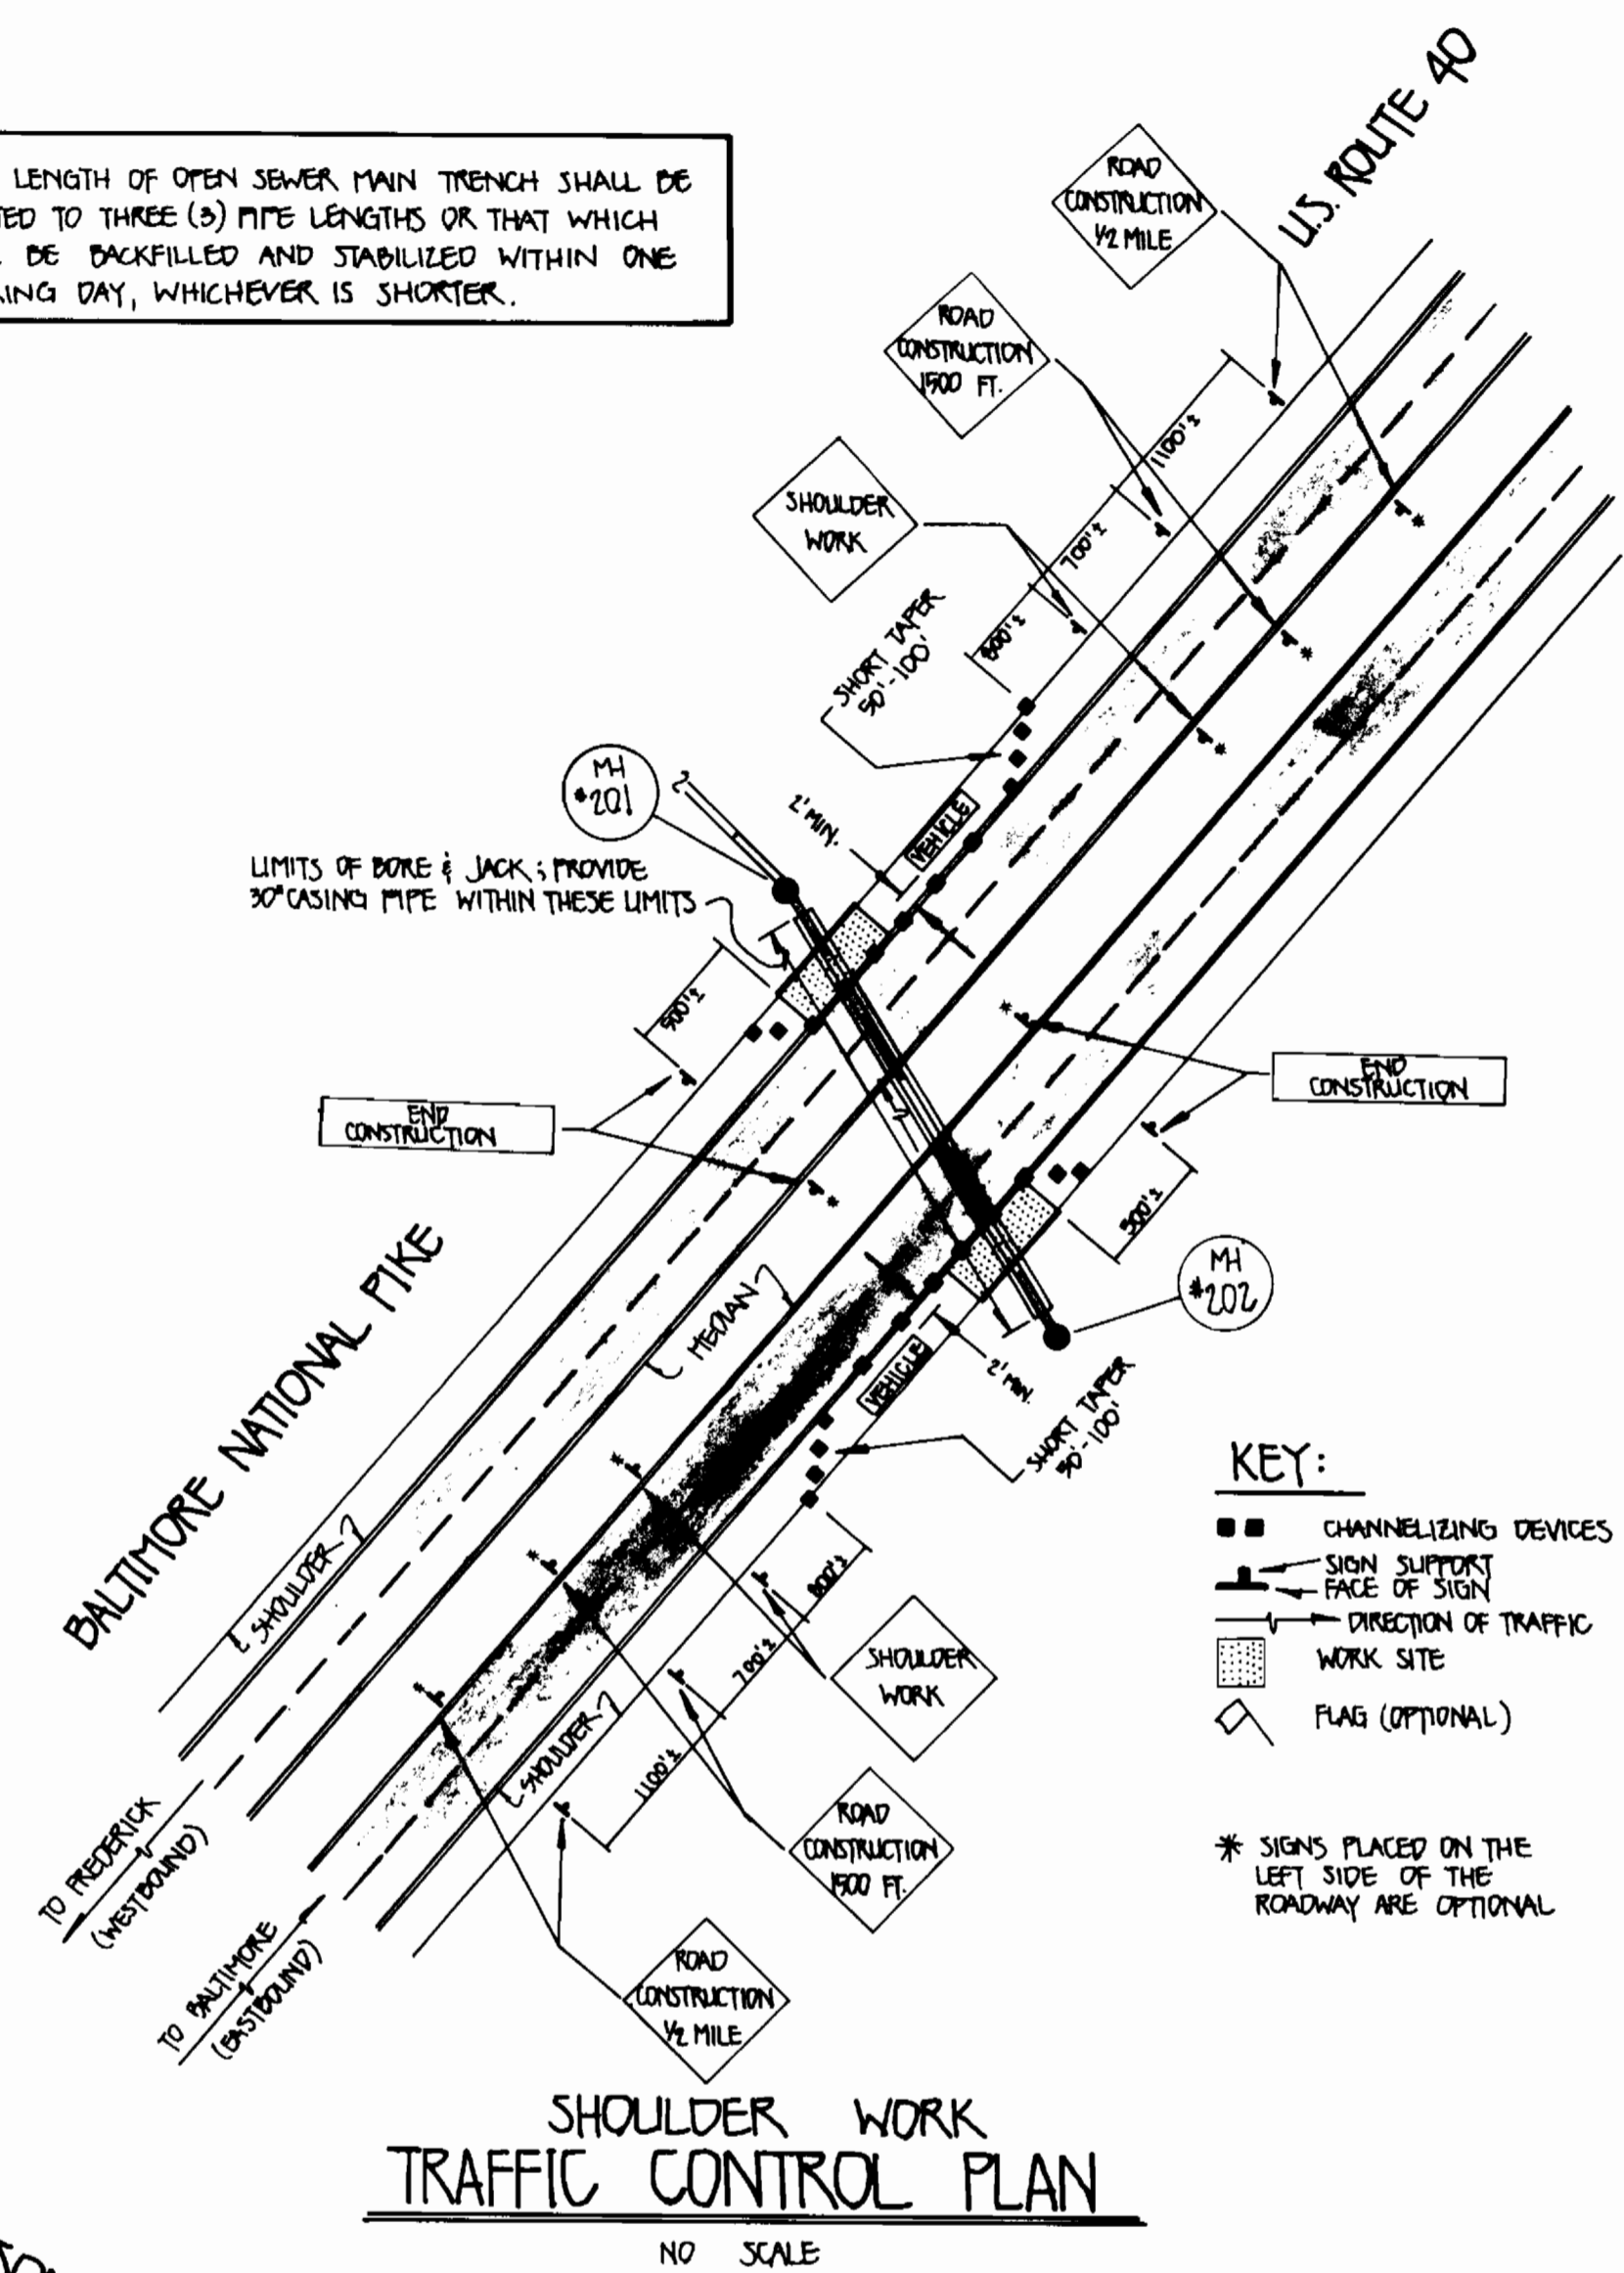 LENGTH OF OPEN SEWER MAIN TRENCH SHALL BE
TO THREE (3) PIPE LENGTHS OR THAT WHICH
BE BACKFILLED AND STABILIZED WITHIN ONE
DAY, WHICHEVER IS SHORTER.
U.S. ROUTE 40
ROAD
CONSTRUCTION
1/2 MILE
ROAD
CONSTRUCTION
1500 FT.
SHOULDER
WORK
1100'±
700'±
800'±
SHORT TAPER
50'-100'
MH
#201
2' MIN.
VEHICLE
LIMITS OF BORE & JACK; PROVIDE
30" CASING PIPE WITHIN THESE LIMITS
500'±
END
CONSTRUCTION
END
CONSTRUCTION
500'±
MH
#202
BALTIMORE NATIONAL PIKE
MEDIAN
VEHICLE
2' MIN.
SHORT TAPER
50'-100'
SHOULDER
SHOULDER
800'±
700'±
1100'±
SHOULDER
WORK
ROAD
CONSTRUCTION
1500 FT.
ROAD
CONSTRUCTION
1/2 MILE
TO FREDERICK
(WESTBOUND)
TO BALTIMORE
(EASTBOUND)
KEY:
CHANNELIZING DEVICES
SIGN SUPPORT
FACE OF SIGN
DIRECTION OF TRAFFIC
WORK SITE
FLAG (OPTIONAL)
* SIGNS PLACED ON THE
LEFT SIDE OF THE
ROADWAY ARE OPTIONAL
SHOULDER WORK
TRAFFIC CONTROL PLAN
NO SCALE